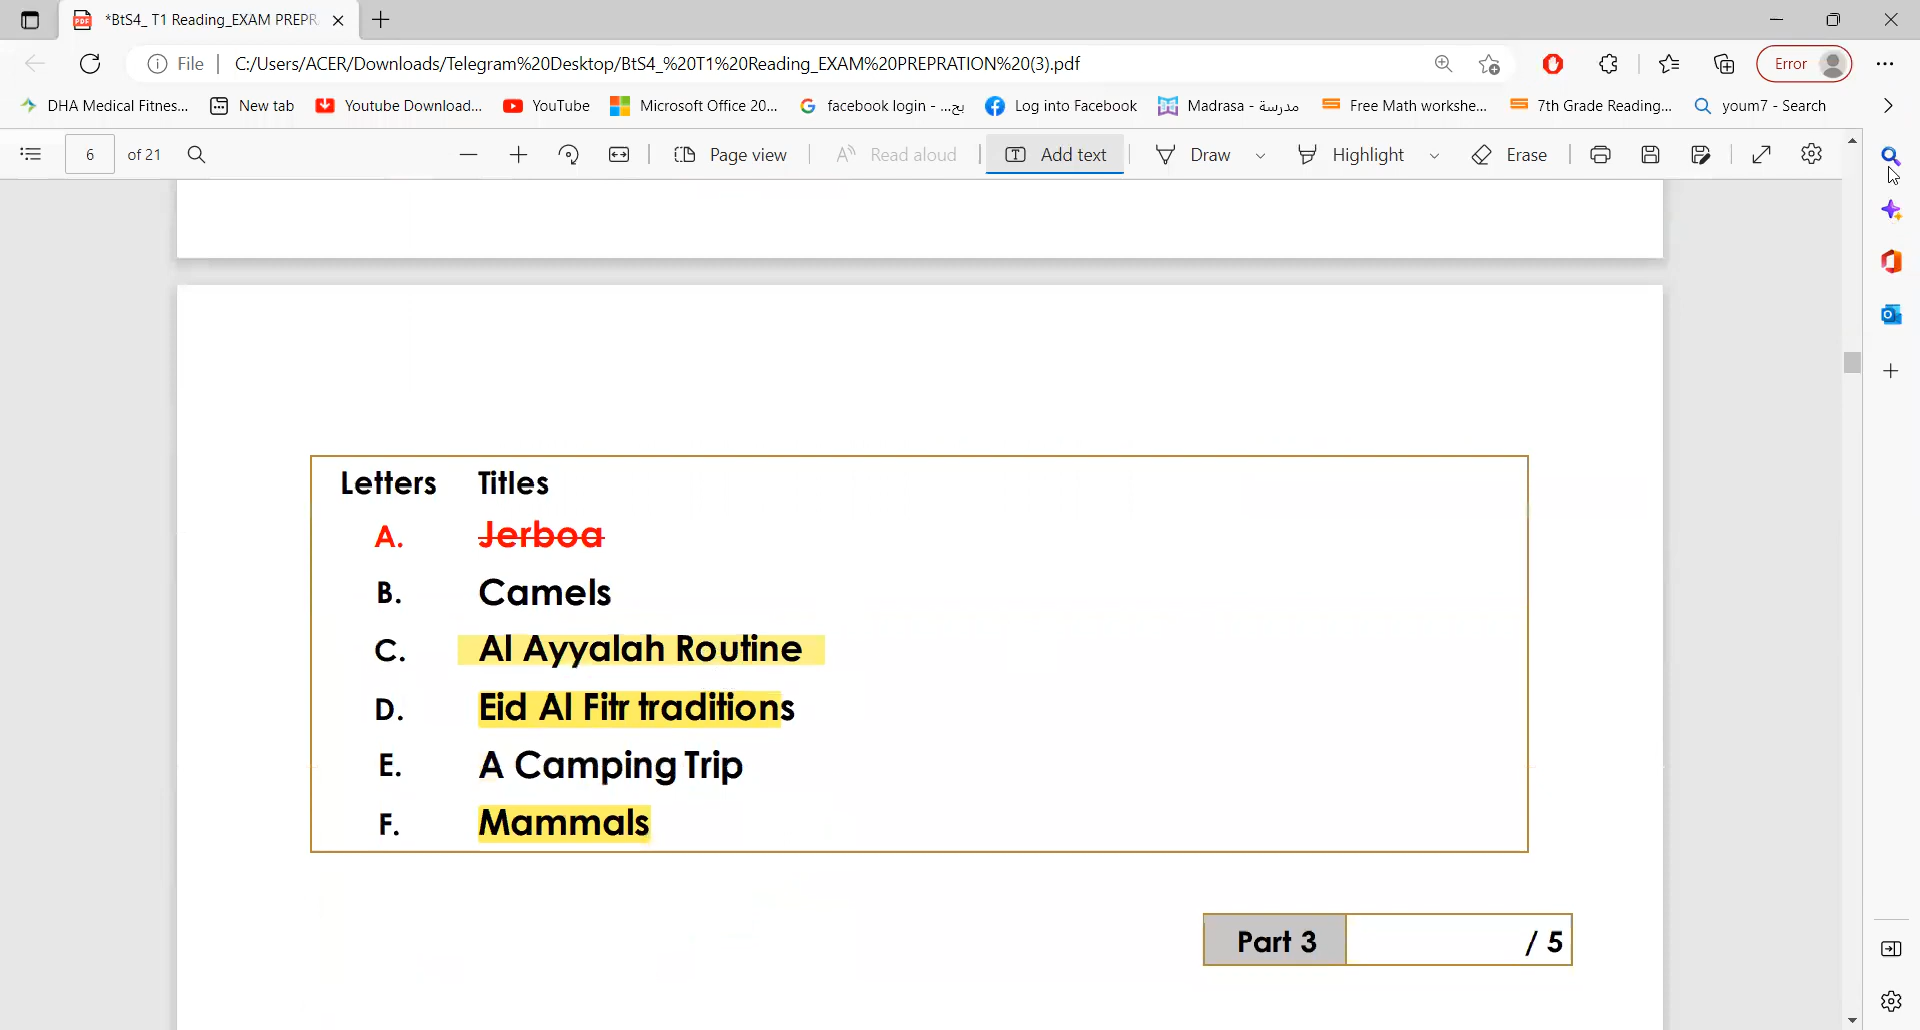 *BtS4_ T1 Reading_EXAM PREPR
File
C:/Users/ACER/Downloads/Telegram%20Desktop/BtS4_%20T1%20Reading_EXAM%20PREPRATION%20(3).pdf
Error
DHA Medical Fitnes...
New tab
Youtube Download...
YouTube
Microsoft Office 20...
facebook login - ...بح
Log into Facebook
Madrasa - مدرسة
Free Math workshe...
7th Grade Reading...
youm7 - Search
6
of 21
Page view
Read aloud
Add text
Draw
Highlight
Erase
Letters Titles
A. Jerboa
B. Camels
C. Al Ayyalah Routine
D. Eid Al Fitr traditions
E. A Camping Trip
F. Mammals
Part 3 / 5